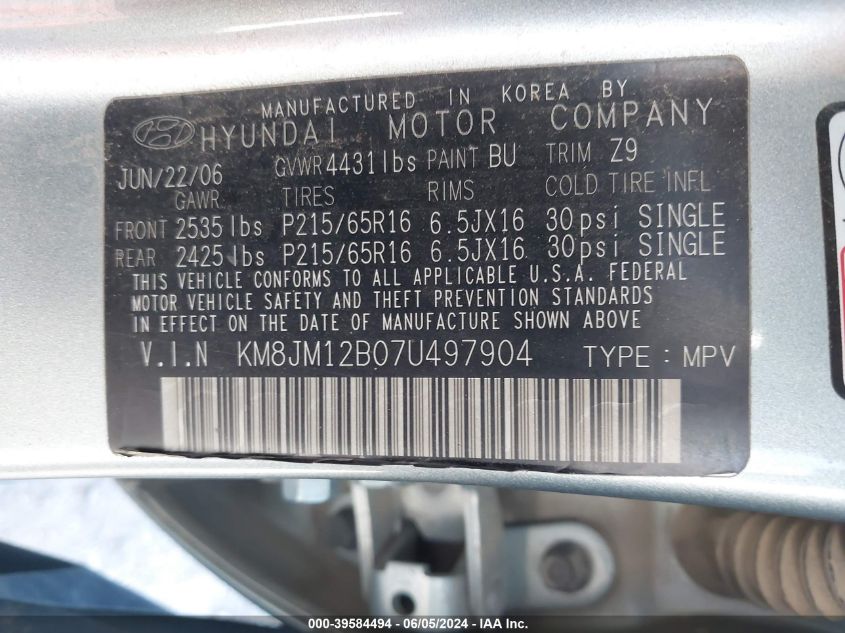 MANUFACTURED IN KOREA BY
HYUNDAI MOTOR COMPANY
JUN/22/06 GVWR 4431lbs PAINT BU TRIM Z9
GAWR TIRES RIMS COLD TIRE INFL
FRONT 2535lbs P215/65R16 6.5JX16 30psi SINGLE
REAR 2425lbs P215/65R16 6.5JX16 30psi SINGLE
THIS VEHICLE CONFORMS TO ALL APPLICABLE U.S.A. FEDERAL
MOTOR VEHICLE SAFETY AND THEFT PREVENTION STANDARDS
IN EFFECT ON THE DATE OF MANUFACTURE SHOWN ABOVE
V.I.N KM8JM12B07U497904 TYPE : MPV
000-39584494 - 06/05/2024 - IAA Inc.